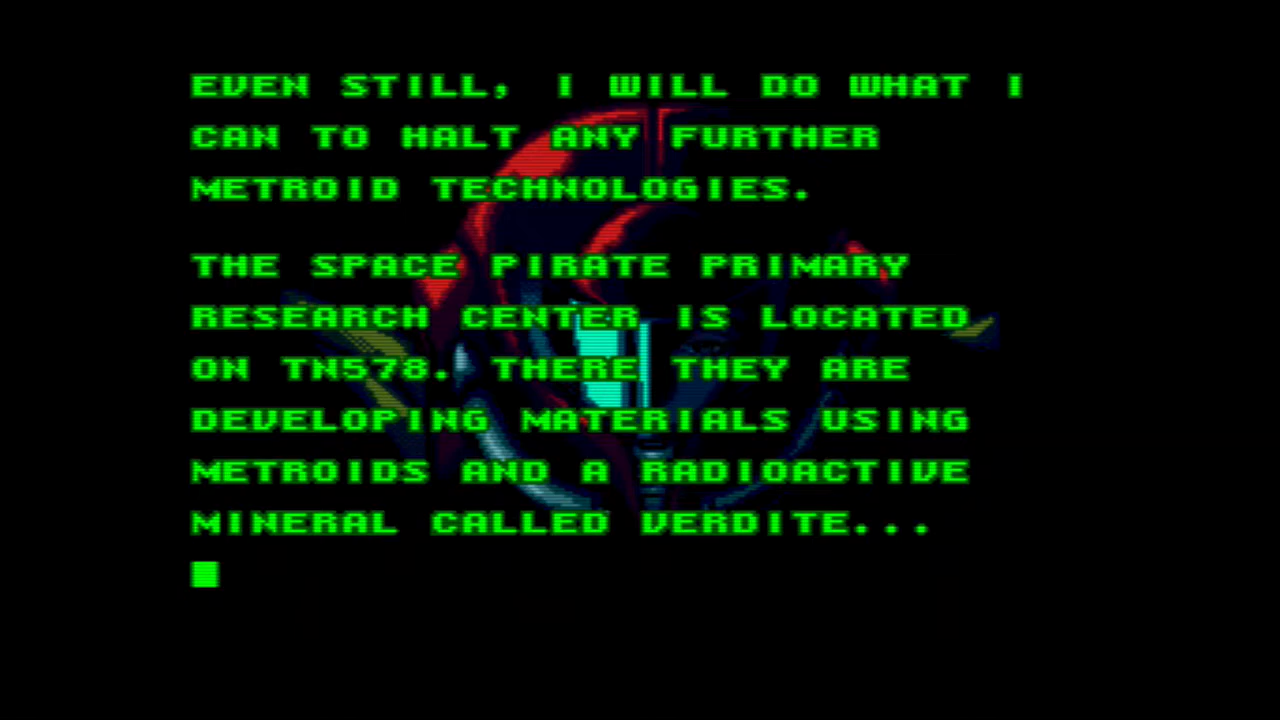 EVEN STILL, I WILL DO WHAT I
CAN TO HALT ANY FURTHER
METROID TECHNOLOGIES.
THE SPACE PIRATE PRIMARY
RESEARCH CENTER IS LOCATED
ON TN578. THERE THEY ARE
DEVELOPING MATERIALS USING
METROIDS AND A RADIOACTIVE
MINERAL CALLED VERDITE...